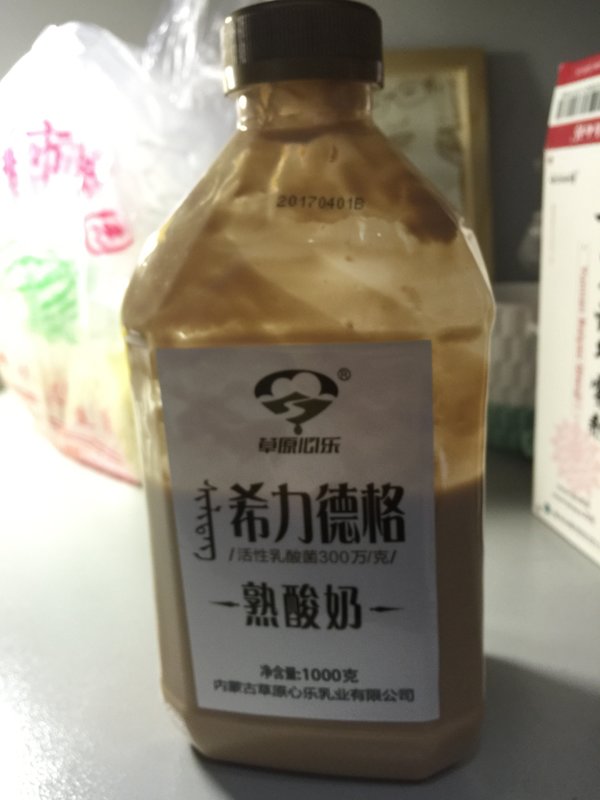 20170401B
®
草原心乐
希力德格
/活性乳酸菌300万/克/
熟酸奶
净含量:1000克
内蒙古草原心乐乳业有限公司